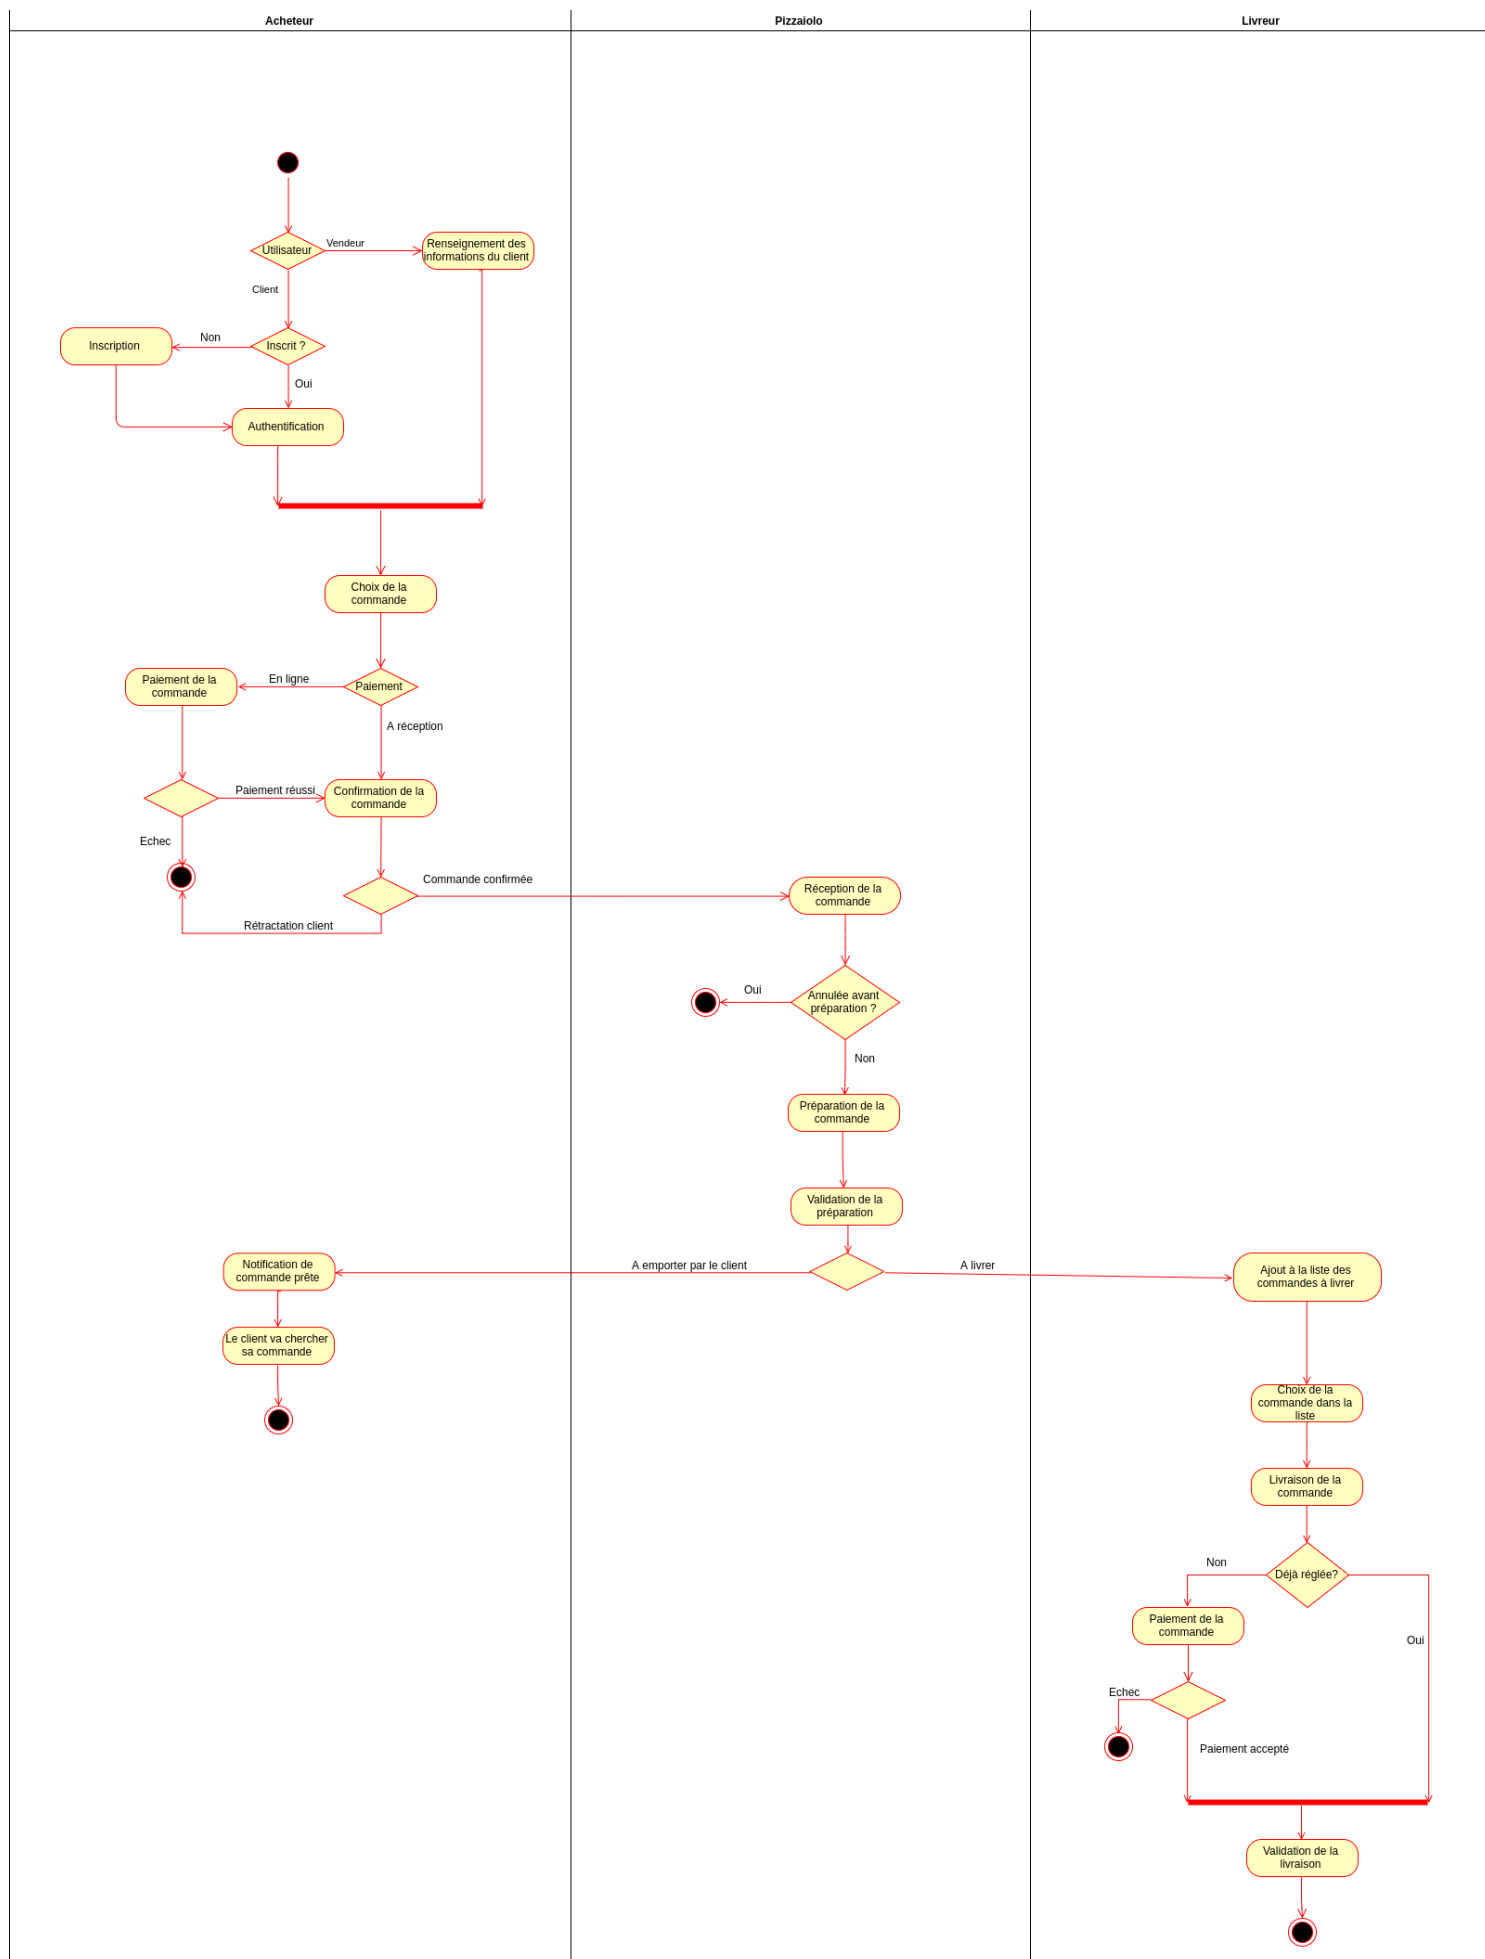 Acheteur
Pizzaiolo
Livreur
Utilisateur
Vendeur
Renseignement des
informations du client
Client
Inscription
Non
Inscrit ?
Oui
Authentification
Choix de la
commande
Paiement de la
commande
En ligne
Paiement
A réception
Paiement réussi
Confirmation de la
commande
Echec
Commande confirmée
Réception de la
commande
Rétractation client
Oui
Annulée avant
préparation ?
Non
Préparation de la
commande
Validation de la
préparation
Notification de
commande prête
A emporter par le client
A livrer
Ajout à la liste des
commandes à livrer
Le client va chercher
sa commande
Choix de la
commande dans la
liste
Livraison de la
commande
Non
Déjà réglée?
Paiement de la
commande
Oui
Echec
Paiement accepté
Validation de la
livraison